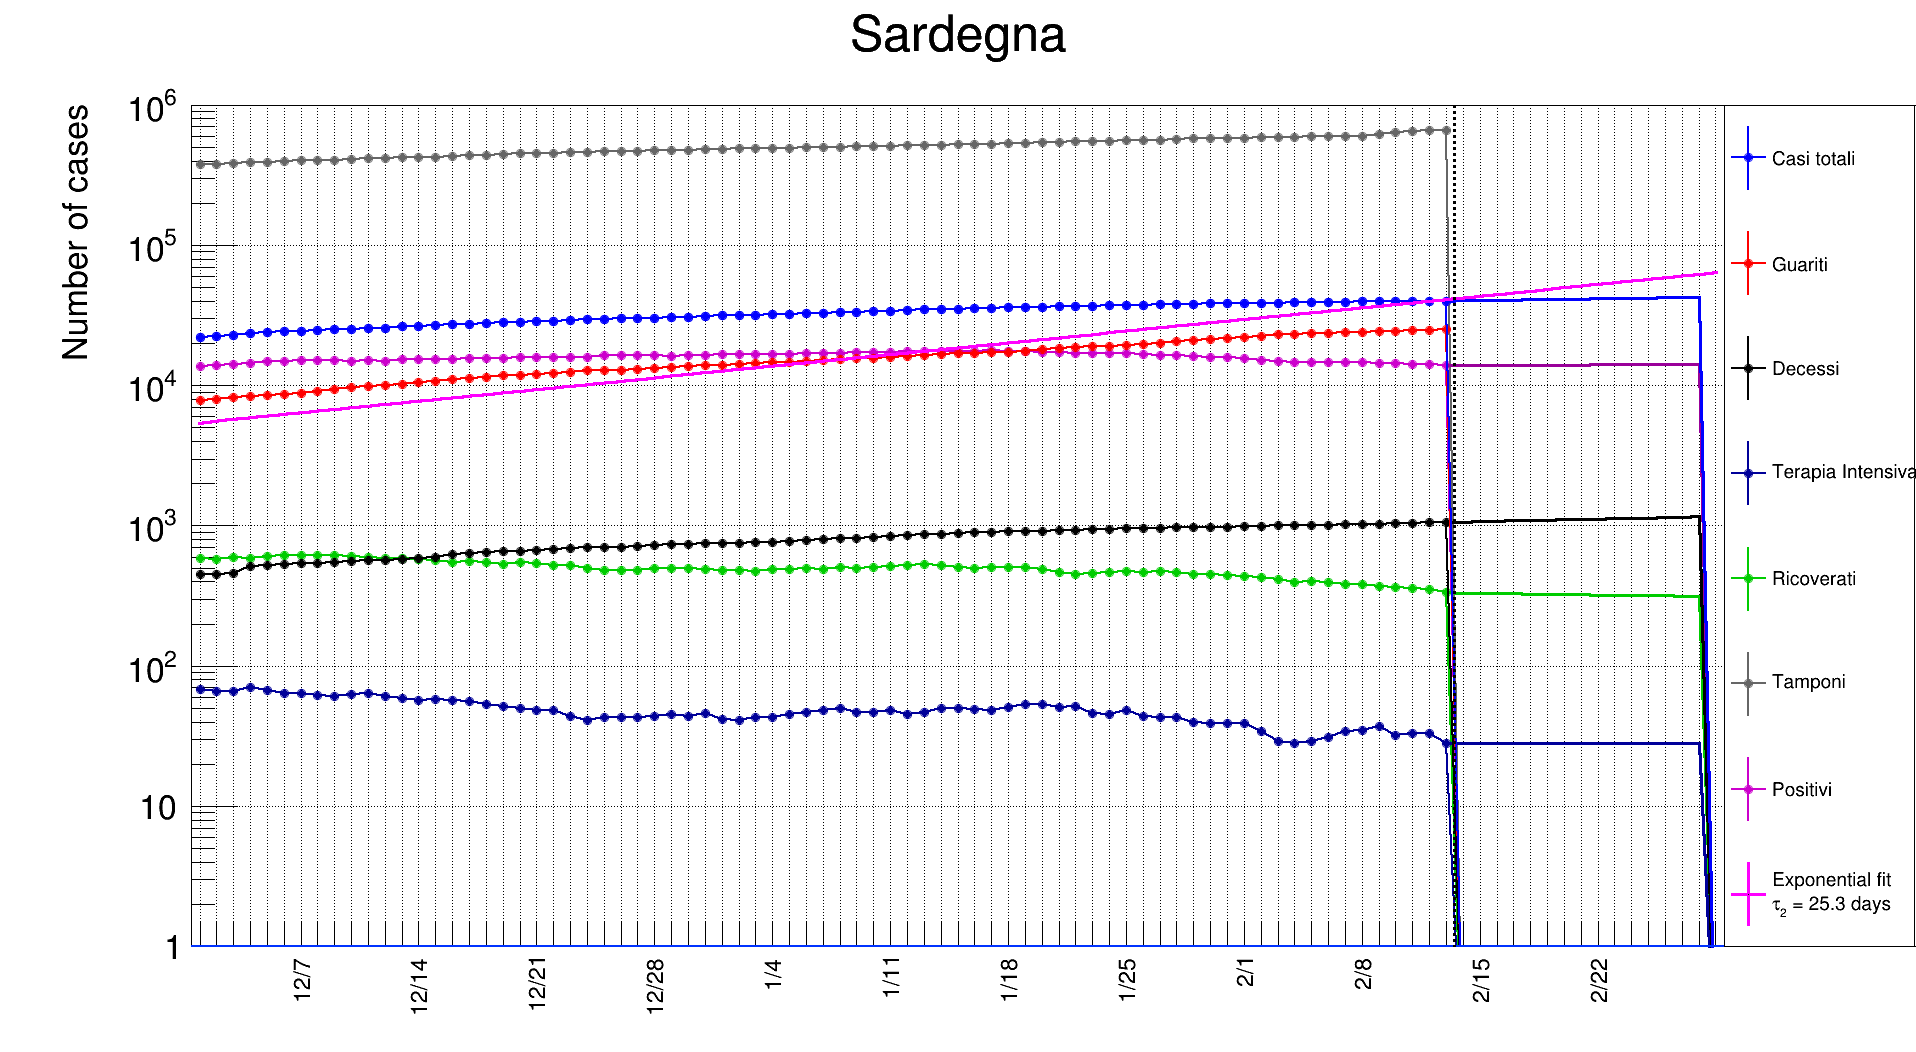 Sardegna
Number of cases
10^6
10^5
10^4
10^3
10^2
10
1
12/7
12/14
12/21
12/28
1/4
1/11
1/18
1/25
2/1
2/8
2/15
2/22
Casi totali
Guariti
Decessi
Terapia Intensiva
Ricoverati
Tamponi
Positivi
Exponential fit
τ_2 = 25.3 days